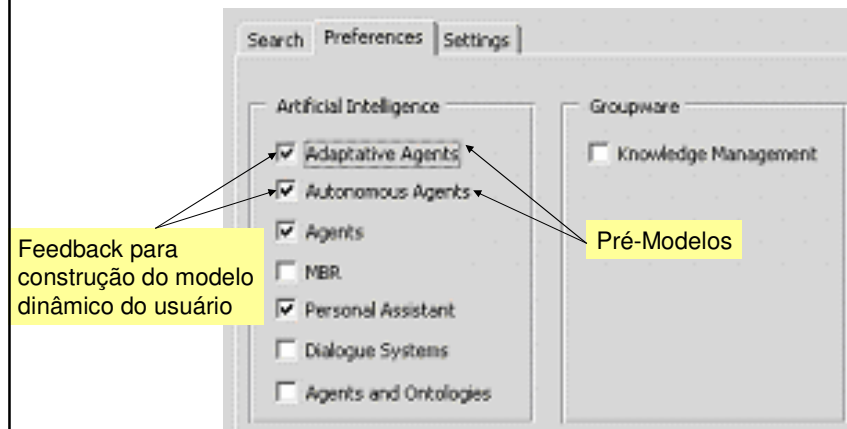 Search Preferences Settings
Artificial Intelligence
Adaptative Agents
Autonomous Agents
Agents
MBR
Personal Assistant
Dialogue Systems
Agents and Ontologies
Groupware
Knowledge Management
Feedback para
construção do modelo
dinâmico do usuário
Pré-Modelos